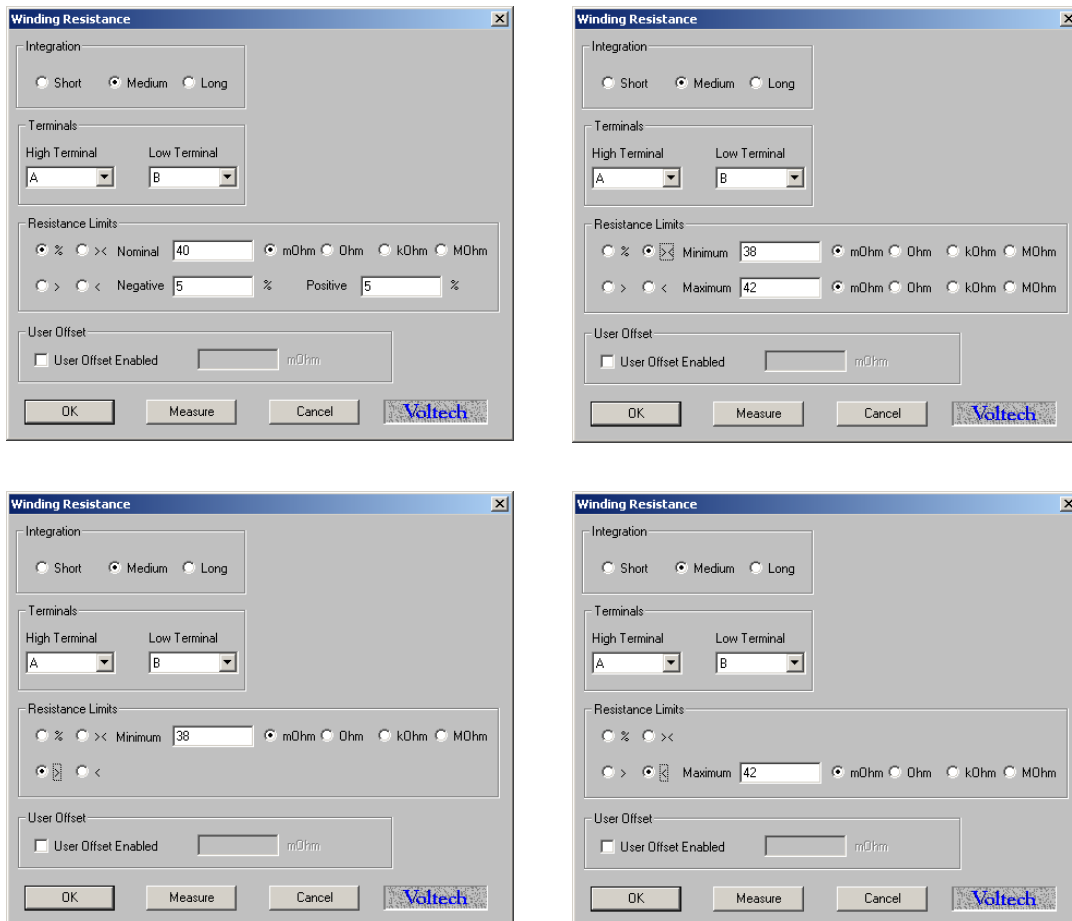 Winding Resistance
Integration
Short Medium Long
Terminals
High Terminal Low Terminal
A B
Resistance Limits
% >< Nominal 40 mOhm Ohm kOhm MOhm
> < Negative 5 % Positive 5 %
User Offset
User Offset Enabled mOhm
OK Measure Cancel Voltech
Winding Resistance
Integration
Short Medium Long
Terminals
High Terminal Low Terminal
A B
Resistance Limits
% >< Minimum 38 mOhm Ohm kOhm MOhm
> < Maximum 42 mOhm Ohm kOhm MOhm
User Offset
User Offset Enabled mOhm
OK Measure Cancel Voltech
Winding Resistance
Integration
Short Medium Long
Terminals
High Terminal Low Terminal
A B
Resistance Limits
% >< Minimum 38 mOhm Ohm kOhm MOhm
> <
User Offset
User Offset Enabled mOhm
OK Measure Cancel Voltech
Winding Resistance
Integration
Short Medium Long
Terminals
High Terminal Low Terminal
A B
Resistance Limits
% ><
> < Maximum 42 mOhm Ohm kOhm MOhm
User Offset
User Offset Enabled mOhm
OK Measure Cancel Voltech